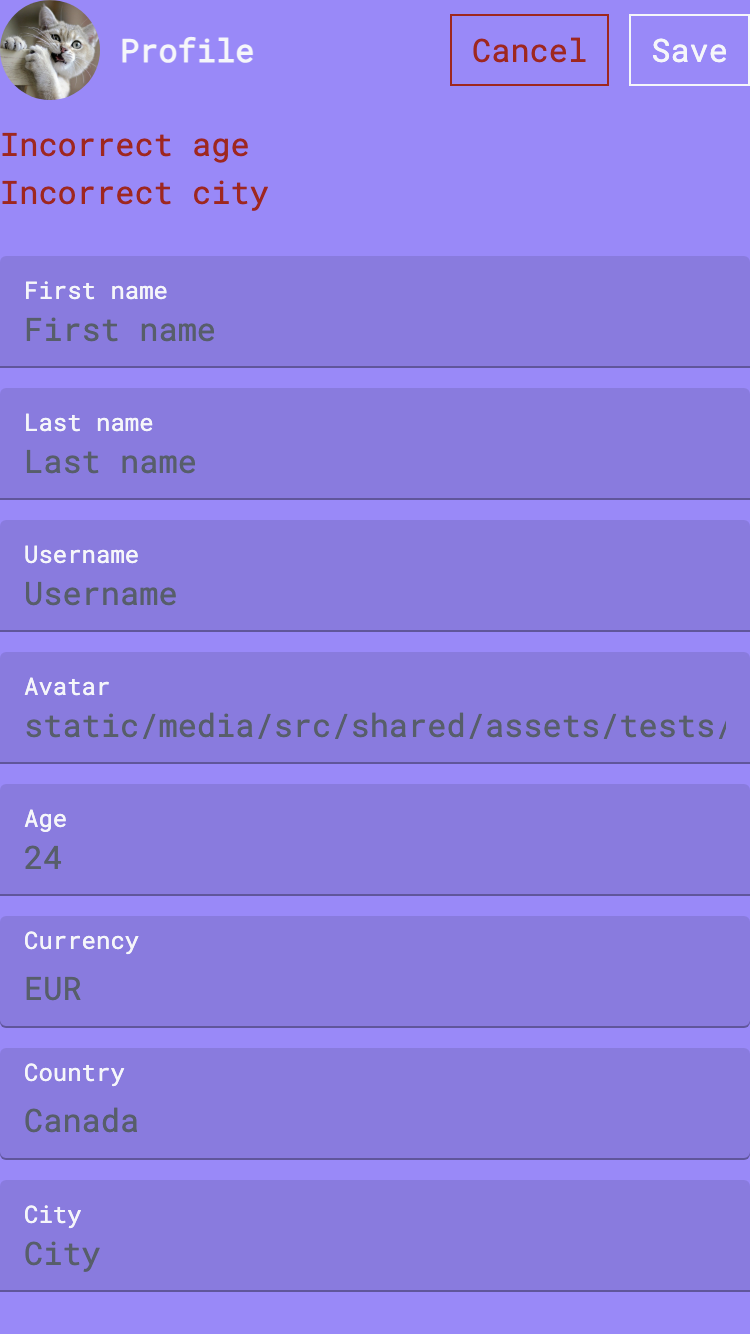 Profile
Cancel
Save
Incorrect age
Incorrect city
First name
First name
Last name
Last name
Username
Username
Avatar
static/media/src/shared/assets/tests/
Age
24
Currency
EUR
Country
Canada
City
City